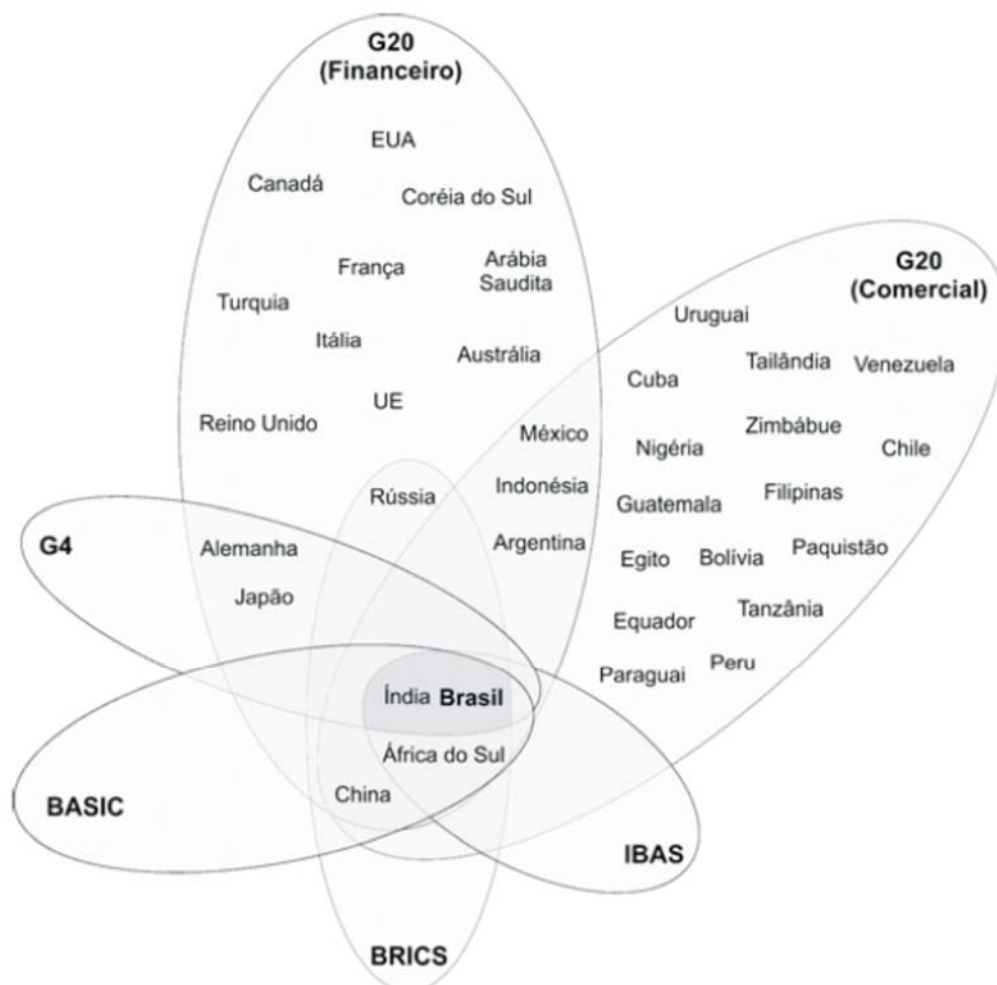 G20
(Financeiro)
EUA
Canadá
Coréia do Sul
França
Arábia
Saudita
Turquia
Itália
Austrália
UE
Reino Unido
México
Rússia
Indonésia
Argentina
G20
(Comercial)
Uruguai
Tailândia
Venezuela
Cuba
Zimbábue
Nigéria
Chile
Filipinas
Guatemala
Paquistão
Egito
Bolívia
Tanzânia
Equador
Peru
Paraguai
G4
Alemanha
Japão
Índia Brasil
África do Sul
China
BASIC
IBAS
BRICS